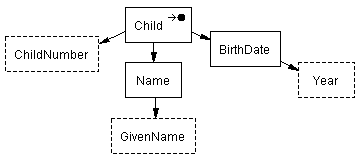 Child
ChildNumber
BirthDate
Name
Year
GivenName